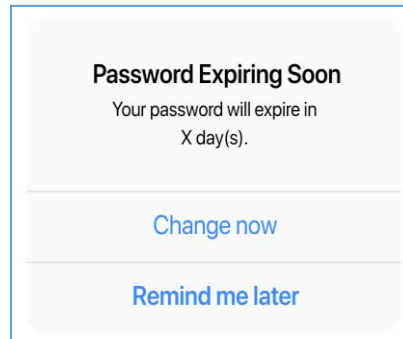 Password Expiring Soon
Your password will expire in
X day(s).
Change now
Remind me later